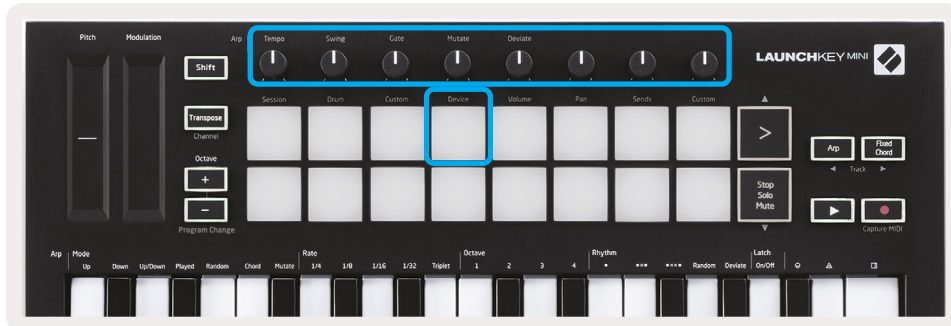 Pitch Modulation Arp Tempo Swing Gate Mutate Deviate
LAUNCHKEY MINI
Shift
Session Drum Custom Device Volume Pan Sends Custom ▲
Transpose
Channel
>
Arp Fixed Chord
◄ Track ►
Octave
+
Stop
Solo
Mute
−
Program Change
▼
Capture MIDI
Arp Mode Rate Octave Rhythm Latch
Up Down Up/Down Played Random Chord Mutate 1/4 1/8 1/16 1/32 Triplet 1 2 3 4 Random Deviate On/Off